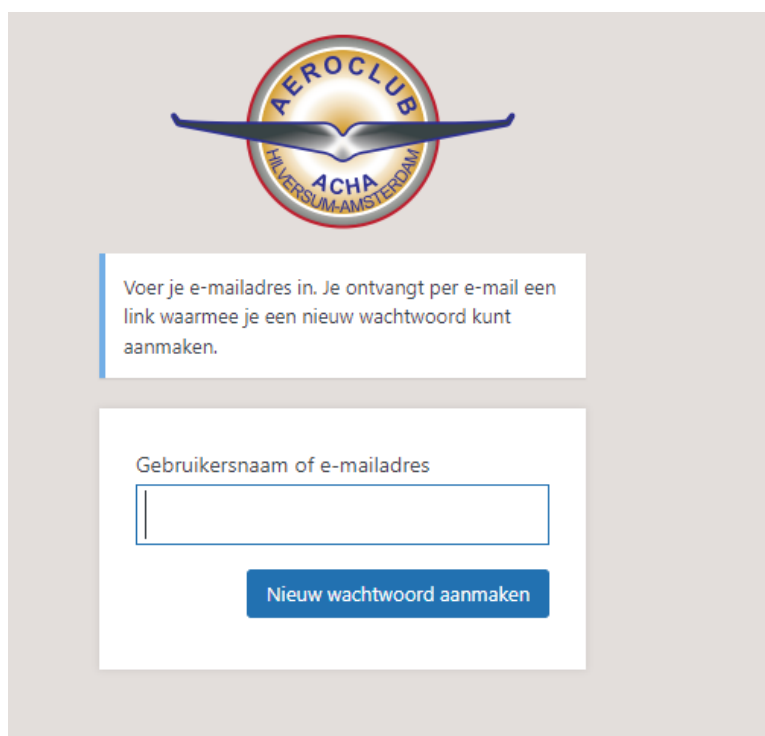 AEROCLUB
ACHA
HILVERSUM-AMSTERDAM
Voer je e-mailadres in. Je ontvangt per e-mail een
link waarmee je een nieuw wachtwoord kunt
aanmaken.
Gebruikersnaam of e-mailadres
Nieuw wachtwoord aanmaken